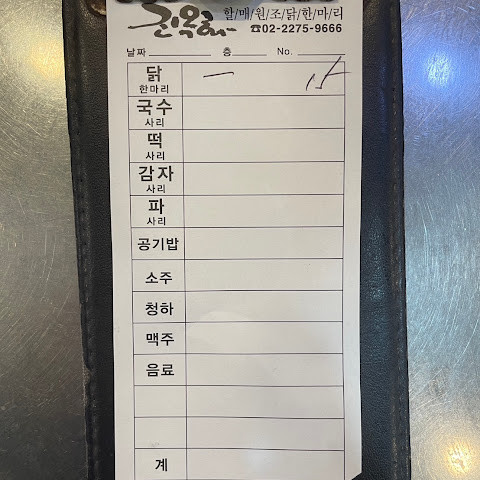 진옥화 할/매/원/조/닭/한/마/리
☎02-2275-9666
날짜 층 No.
닭
한마리
국수
사리
떡
사리
감자
사리
파
사리
공기밥
소주
청하
맥주
음료
계